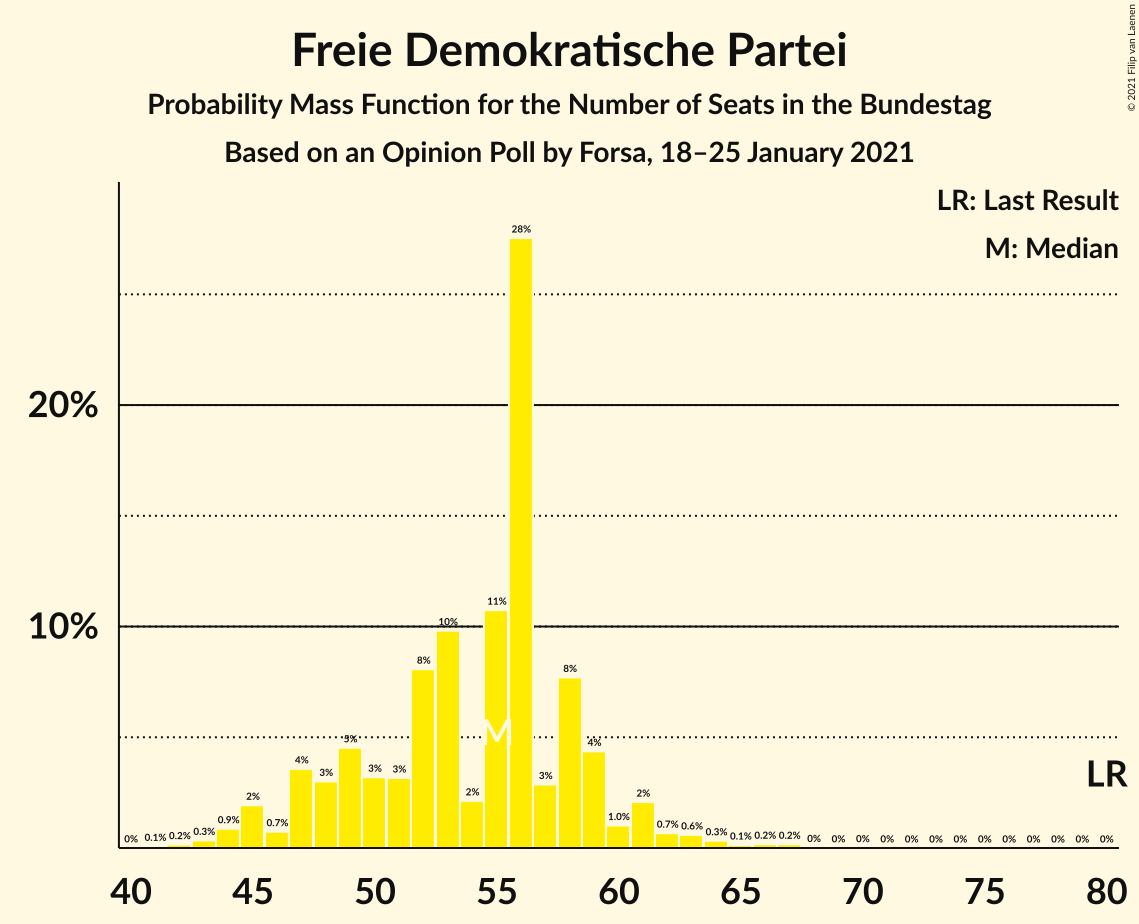 Freie Demokratische Partei
Probability Mass Function for the Number of Seats in the Bundestag
Based on an Opinion Poll by Forsa, 18–25 January 2021
© 2021 Filip van Laenen
LR: Last Result
M: Median
20%
10%
0% 0.1% 0.2% 0.3% 0.9% 2% 0.7% 4% 3% 5% 3% 3% 8% 10% 2% 11% 28% 3% 8% 4% 1.0% 2% 0.7% 0.6% 0.3% 0.1% 0.2% 0.2% 0% 0% 0% 0% 0% 0% 0% 0% 0% 0% 0% 0% 0%
M
LR
40 45 50 55 60 65 70 75 80